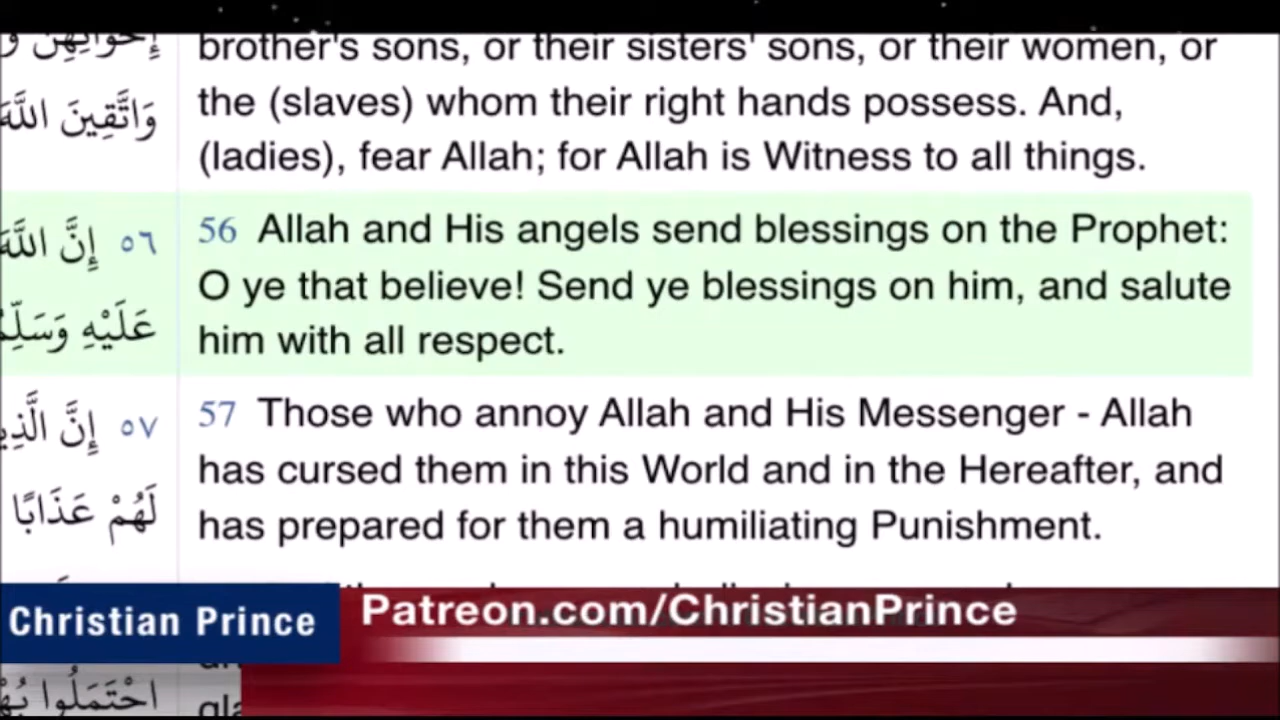 إِخْوَانِهِنَّ وَ
brother's sons, or their sisters' sons, or their women, or
وَاتَّقِينَ اللَّهَ
the (slaves) whom their right hands possess. And,
(ladies), fear Allah; for Allah is Witness to all things.
٥٦ إِنَّ اللَّهَ
56 Allah and His angels send blessings on the Prophet:
O ye that believe! Send ye blessings on him, and salute
عَلَيْهِ وَسَلِّمُ
him with all respect.
٥٧ إِنَّ الَّذِي
57 Those who annoy Allah and His Messenger - Allah
has cursed them in this World and in the Hereafter, and
لَهُمْ عَذَابًا
has prepared for them a humiliating Punishment.
Christian Prince
Patreon.com/ChristianPrince
احْتَمَلُوا بُهْ